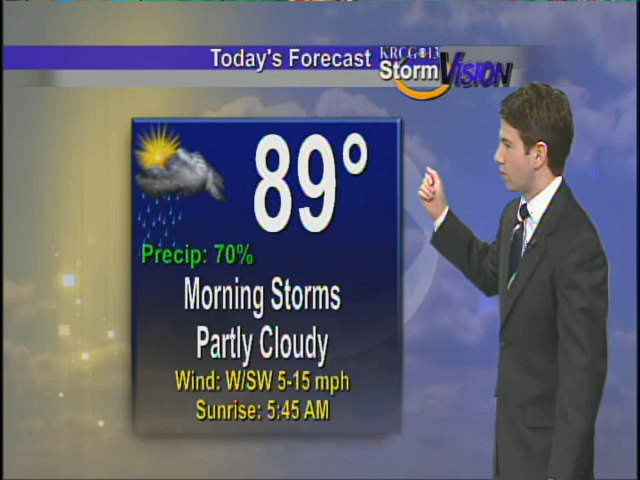 Today's Forecast
KRCG 13
Storm VISION
89°
Precip: 70%
Morning Storms
Partly Cloudy
Wind: W/SW 5-15 mph
Sunrise: 5:45 AM